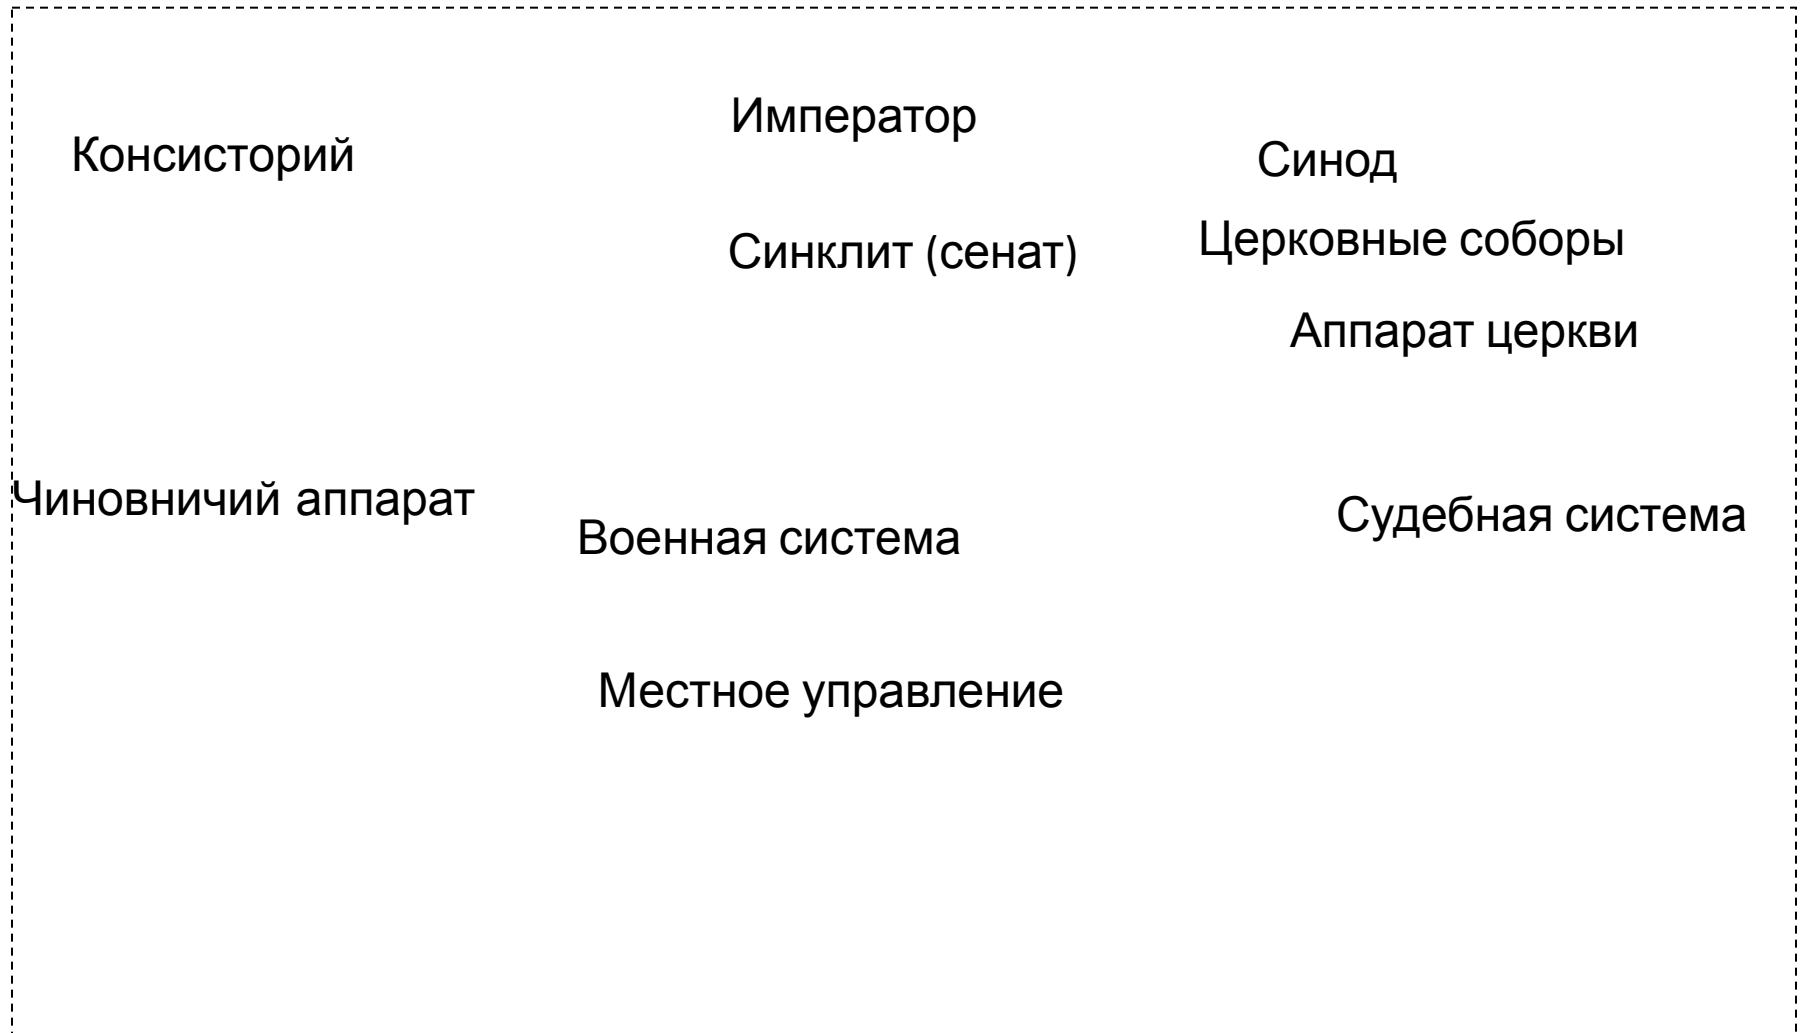 Император
Консисторий
Синод
Церковные соборы
Синклит (сенат)
Аппарат церкви
Чиновничий аппарат
Судебная система
Военная система
Местное управление